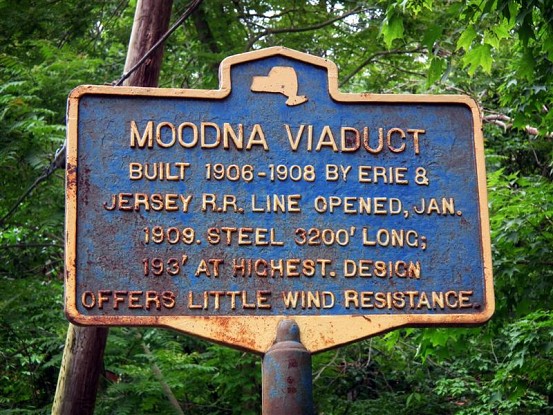 MOODNA VIADUCT
BUILT 1906-1908 BY ERIE &
JERSEY R.R. LINE OPENED, JAN.
1909. STEEL 3200' LONG;
193' AT HIGHEST. DESIGN
OFFERS LITTLE WIND RESISTANCE.